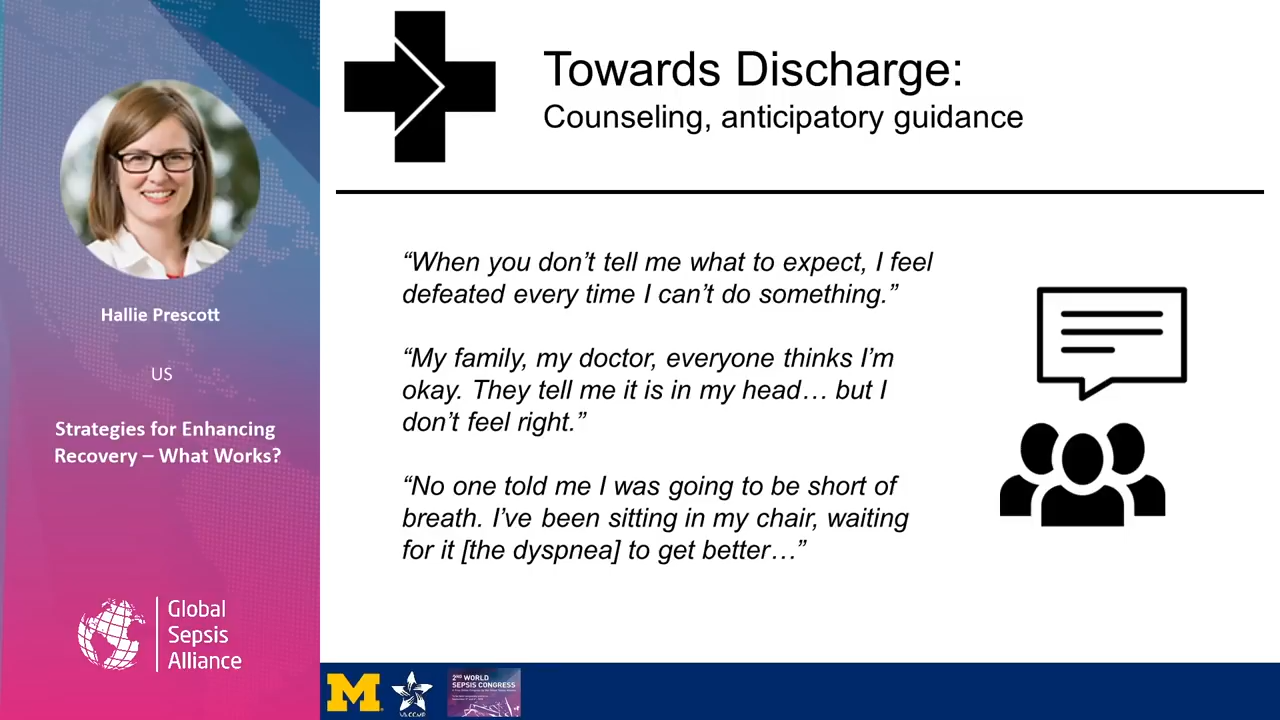 Hallie Prescott
US
Strategies for Enhancing
Recovery – What Works?
Global
Sepsis
Alliance
Towards Discharge:
Counseling, anticipatory guidance
“When you don’t tell me what to expect, I feel
defeated every time I can’t do something.”
“My family, my doctor, everyone thinks I’m
okay. They tell me it is in my head… but I
don’t feel right.”
“No one told me I was going to be short of
breath. I’ve been sitting in my chair, waiting
for it [the dyspnea] to get better…”
M
2ND WORLD
SEPSIS CONGRESS